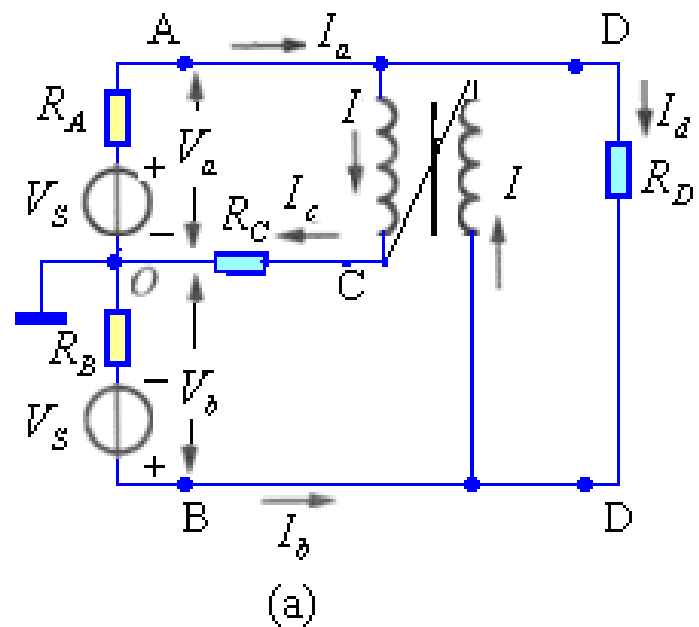 A I_a D
R_A V_a I I_d
+ I R_D
V_S R_C I_c
−
O C
R_B
− V_b
V_S
+
B I_b D
(a)